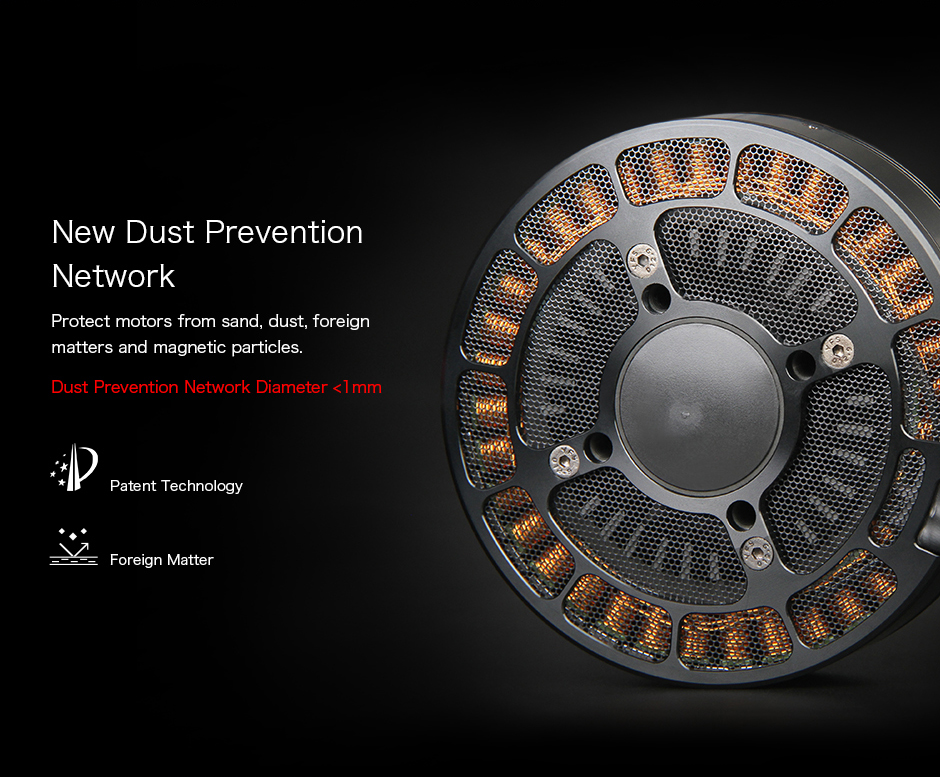 New Dust Prevention
Network
Protect motors from sand, dust, foreign
matters and magnetic particles.
Dust Prevention Network Diameter <1mm
Patent Technology
Foreign Matter